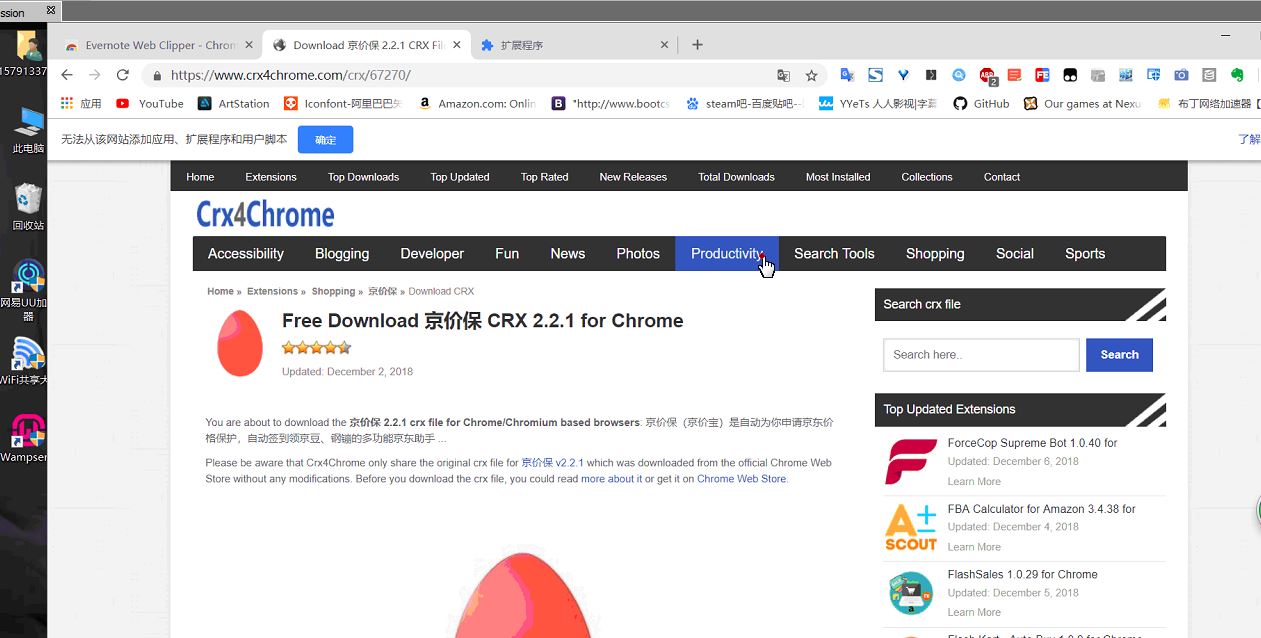 ssion
15791337
此电脑
回收站
网易UU加
器
WiFi共享大
Wampser
Evernote Web Clipper - Chrom
Download 京价保 2.2.1 CRX Fil
扩展程序
https://www.crx4chrome.com/crx/67270/
ABP
2
FE
应用
YouTube
ArtStation
Iconfont-阿里巴巴矢
Amazon.com: Onlin
"http://www.bootcs
steam吧-百度贴吧--
YYeTs 人人影视|字幕
GitHub
Our games at Nexu
布丁网络加速器
无法从该网站添加应用、扩展程序和用户脚本
确定
了解
Home Extensions Top Downloads Top Updated Top Rated New Releases Total Downloads Most Installed Collections Contact
Crx4Chrome
Accessibility Blogging Developer Fun News Photos Productivity Search Tools Shopping Social Sports
Home » Extensions » Shopping » 京价保 » Download CRX
Free Download 京价保 CRX 2.2.1 for Chrome
Updated: December 2, 2018
You are about to download the 京价保 2.2.1 crx file for Chrome/Chromium based browsers: 京价保（京价宝）是自动为你申请京东价
格保护，自动签到领京豆、钢镚的多功能京东助手 ...
Please be aware that Crx4Chrome only share the original crx file for 京价保 v2.2.1 which was downloaded from the official Chrome Web
Store without any modifications. Before you download the crx file, you could read more about it or get it on Chrome Web Store.
Search crx file
Search here..
Search
Top Updated Extensions
ForceCop Supreme Bot 1.0.40 for
Updated: December 6, 2018
Learn More
A+
SCOUT
FBA Calculator for Amazon 3.4.38 for
Updated: December 4, 2018
Learn More
FlashSales 1.0.29 for Chrome
Updated: December 5, 2018
Learn More